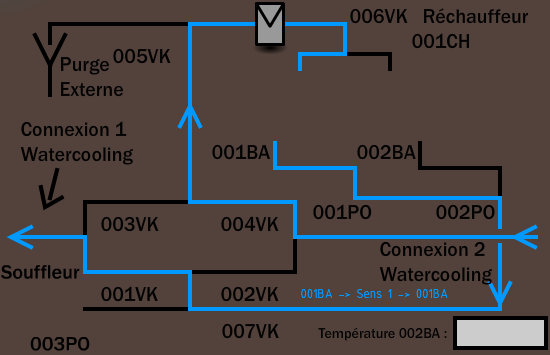 006VK Réchauffeur
001CH
005VK
Purge
Externe
Connexion 1
Watercooling
001BA
002BA
003VK
004VK
001PO
002PO
Connexion 2
Watercooling
Souffleur
001VK
002VK
001BA -> Sens 1 -> 001BA
007VK
Température 002BA :
003PO